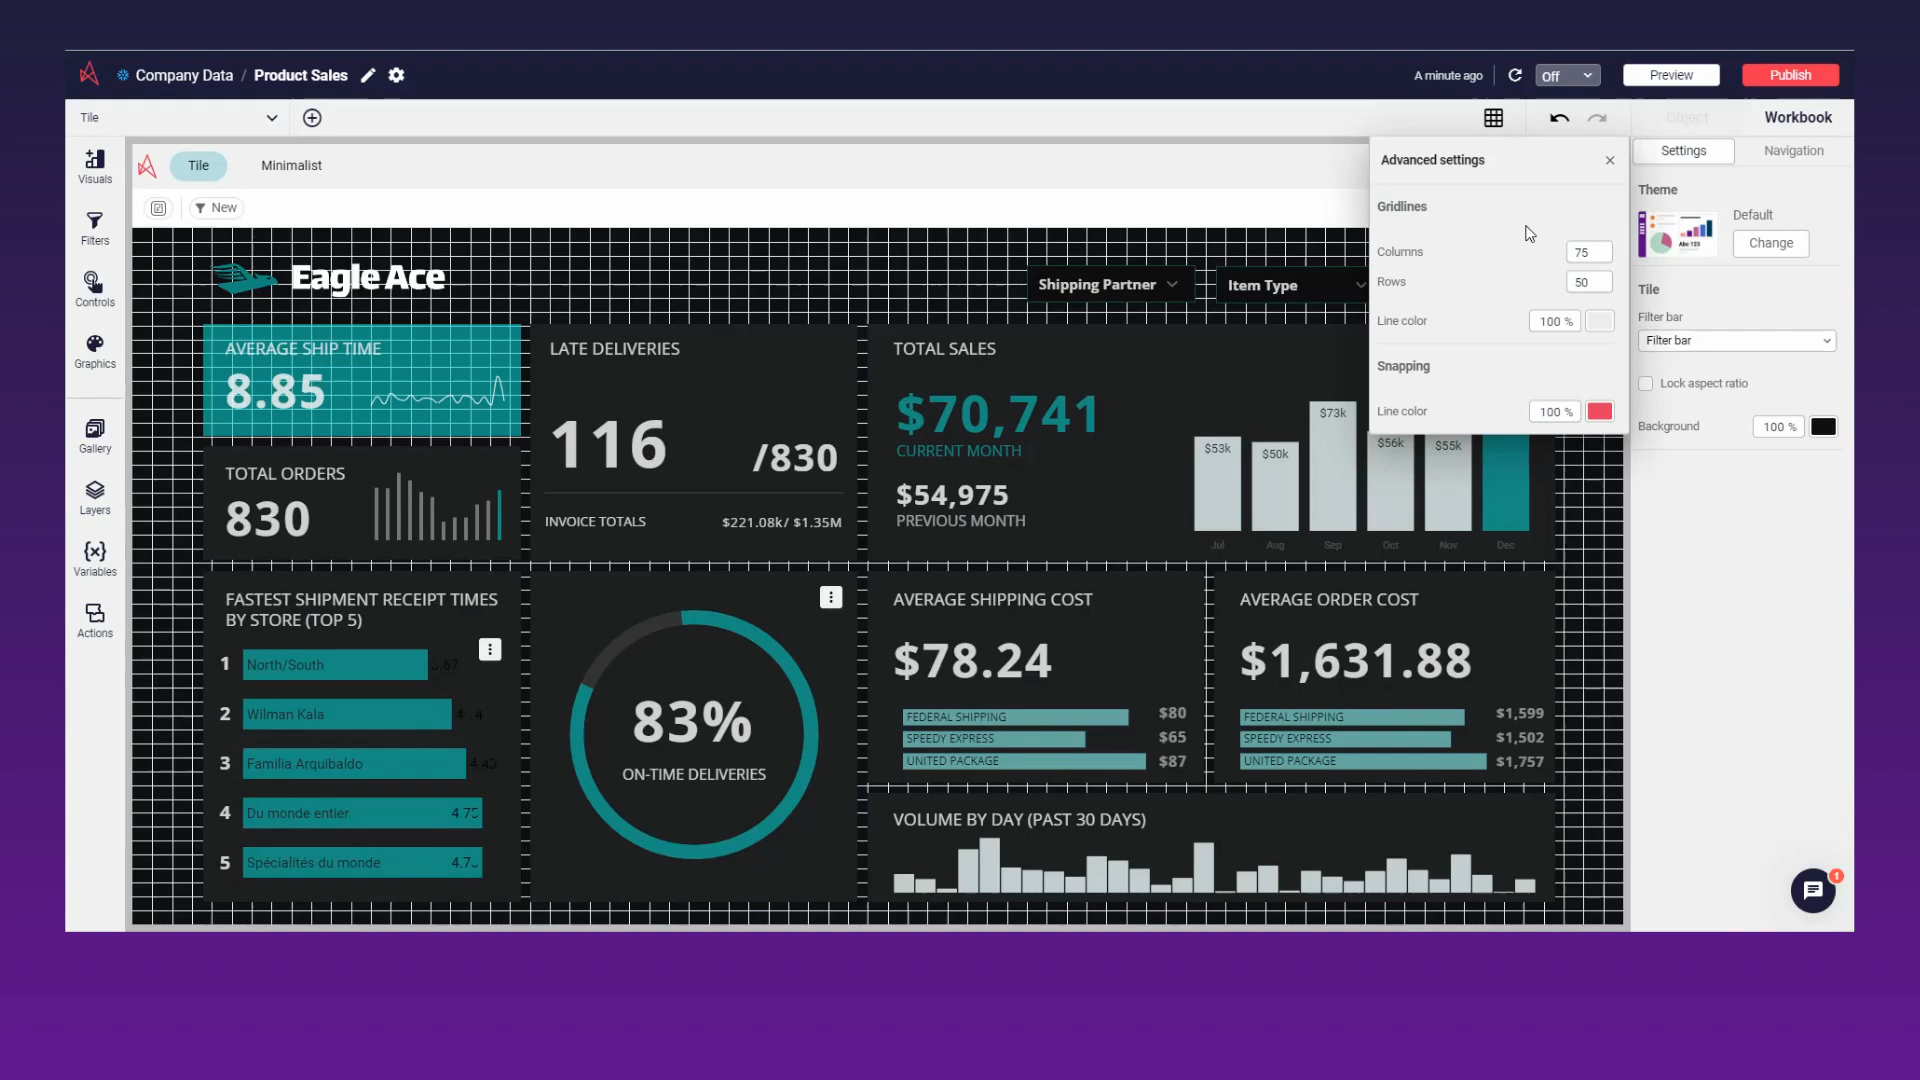 Company Data / Product Sales
A minute ago
Off
Preview
Publish
Tile
Object
Workbook
Visuals
Filters
Controls
Graphics
Gallery
Layers
Variables
Actions
Tile
Minimalist
New
Advanced settings
Gridlines
Columns 75
Rows 50
Line color 100 %
Snapping
Line color 100 %
Settings
Navigation
Theme
Default
Abc 123
Change
Tile
Filter bar
Filter bar
Lock aspect ratio
Background 100 %
Eagle Ace
Shipping Partner
Item Type
AVERAGE SHIP TIME
8.85
TOTAL ORDERS
830
LATE DELIVERIES
116 /830
INVOICE TOTALS $221.08k/ $1.35M
TOTAL SALES
$70,741
CURRENT MONTH
$54,975
PREVIOUS MONTH
$53k $50k $73k $56k $55k
Jul Aug Sep Oct Nov Dec
FASTEST SHIPMENT RECEIPT TIMES
BY STORE (TOP 5)
1 North/South
2 Wilman Kala
3 Familia Arquibaldo 4.43
4 Du monde entier 4.75
5 Spécialités du monde
83%
ON-TIME DELIVERIES
AVERAGE SHIPPING COST
$78.24
FEDERAL SHIPPING $80
SPEEDY EXPRESS $65
UNITED PACKAGE $87
AVERAGE ORDER COST
$1,631.88
FEDERAL SHIPPING $1,599
SPEEDY EXPRESS $1,502
UNITED PACKAGE $1,757
VOLUME BY DAY (PAST 30 DAYS)
1